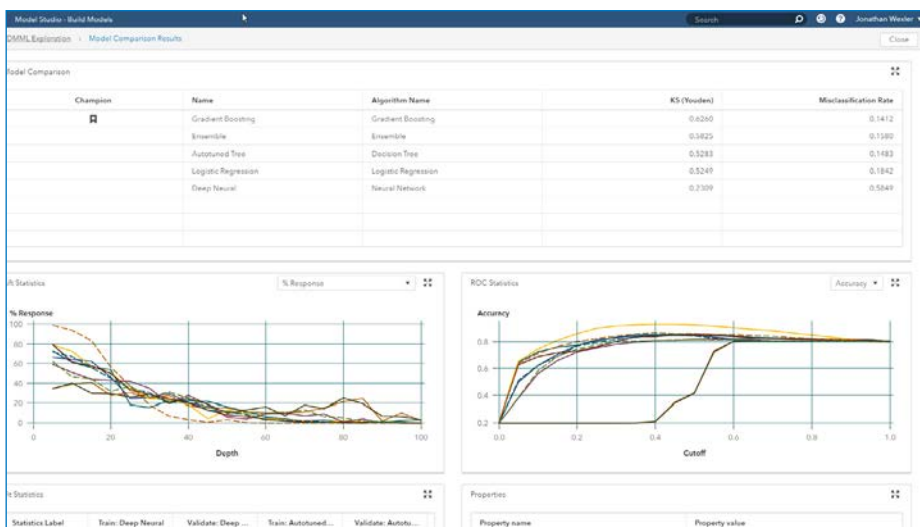 Model Studio - Build Models Search Jonathan Wexler
DMML Exploration › Model Comparison Results Close
Model Comparison
Champion Name Algorithm Name KS (Youden) Misclassification Rate
Gradient Boosting Gradient Boosting 0.6260 0.1412
Ensemble Ensemble 0.5825 0.1580
Autotuned Tree Decision Tree 0.5283 0.1483
Logistic Regression Logistic Regression 0.5249 0.1842
Deep Neural Neural Network 0.2309
Statistics % Response
% Response
100
80
60
40
20
0
0 20 40 60 80 100
Depth
ROC Statistics Accuracy
Accuracy
0.8
0.6
0.4
0.2
0.0 0.2 0.4 0.6 0.8 1.0
Cutoff
Statistics
Statistics Label Train: Deep Neural Validate: Deep ... Train: Autotuned... Validate: Autotu...
Properties
Property name Property value